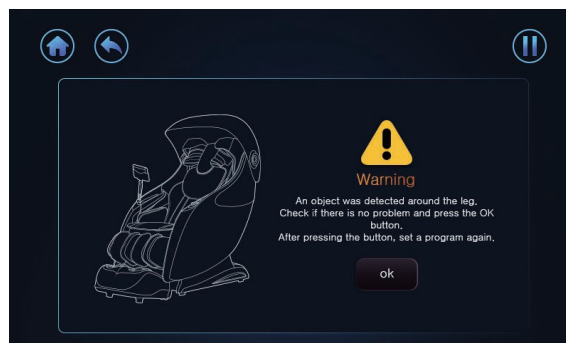 Warning
An object was detected around the leg.
Check if there is no problem and press the OK
button.
After pressing the button, set a program again.
ok